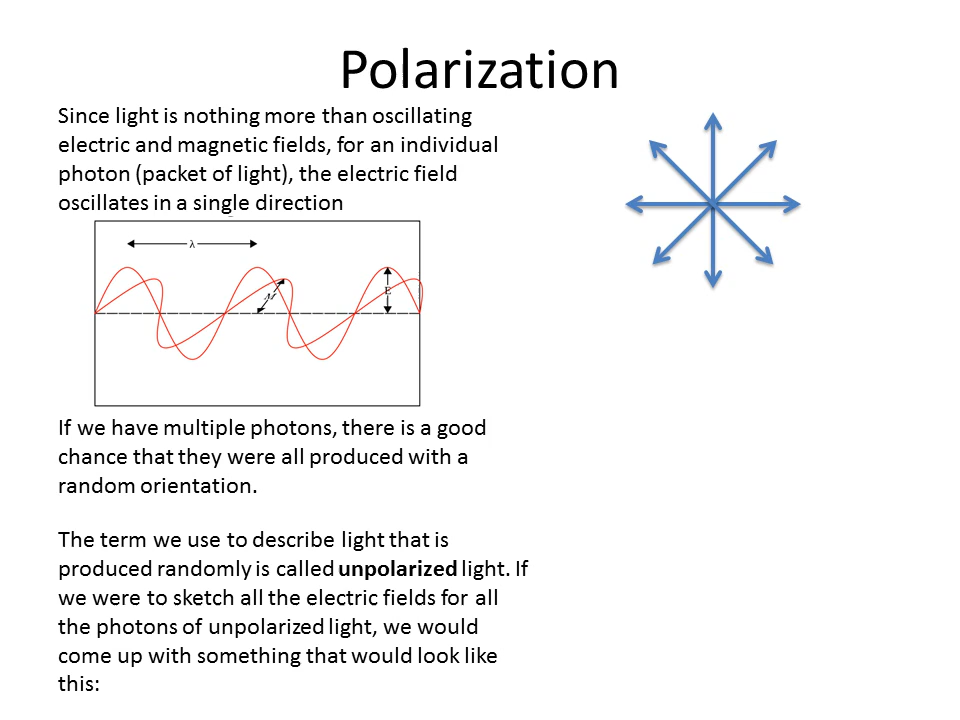 Polarization
Since light is nothing more than oscillating
electric and magnetic fields, for an individual
photon (packet of light), the electric field
oscillates in a single direction
λ
M
E
If we have multiple photons, there is a good
chance that they were all produced with a
random orientation.
The term we use to describe light that is
produced randomly is called unpolarized light. If
we were to sketch all the electric fields for all
the photons of unpolarized light, we would
come up with something that would look like
this: